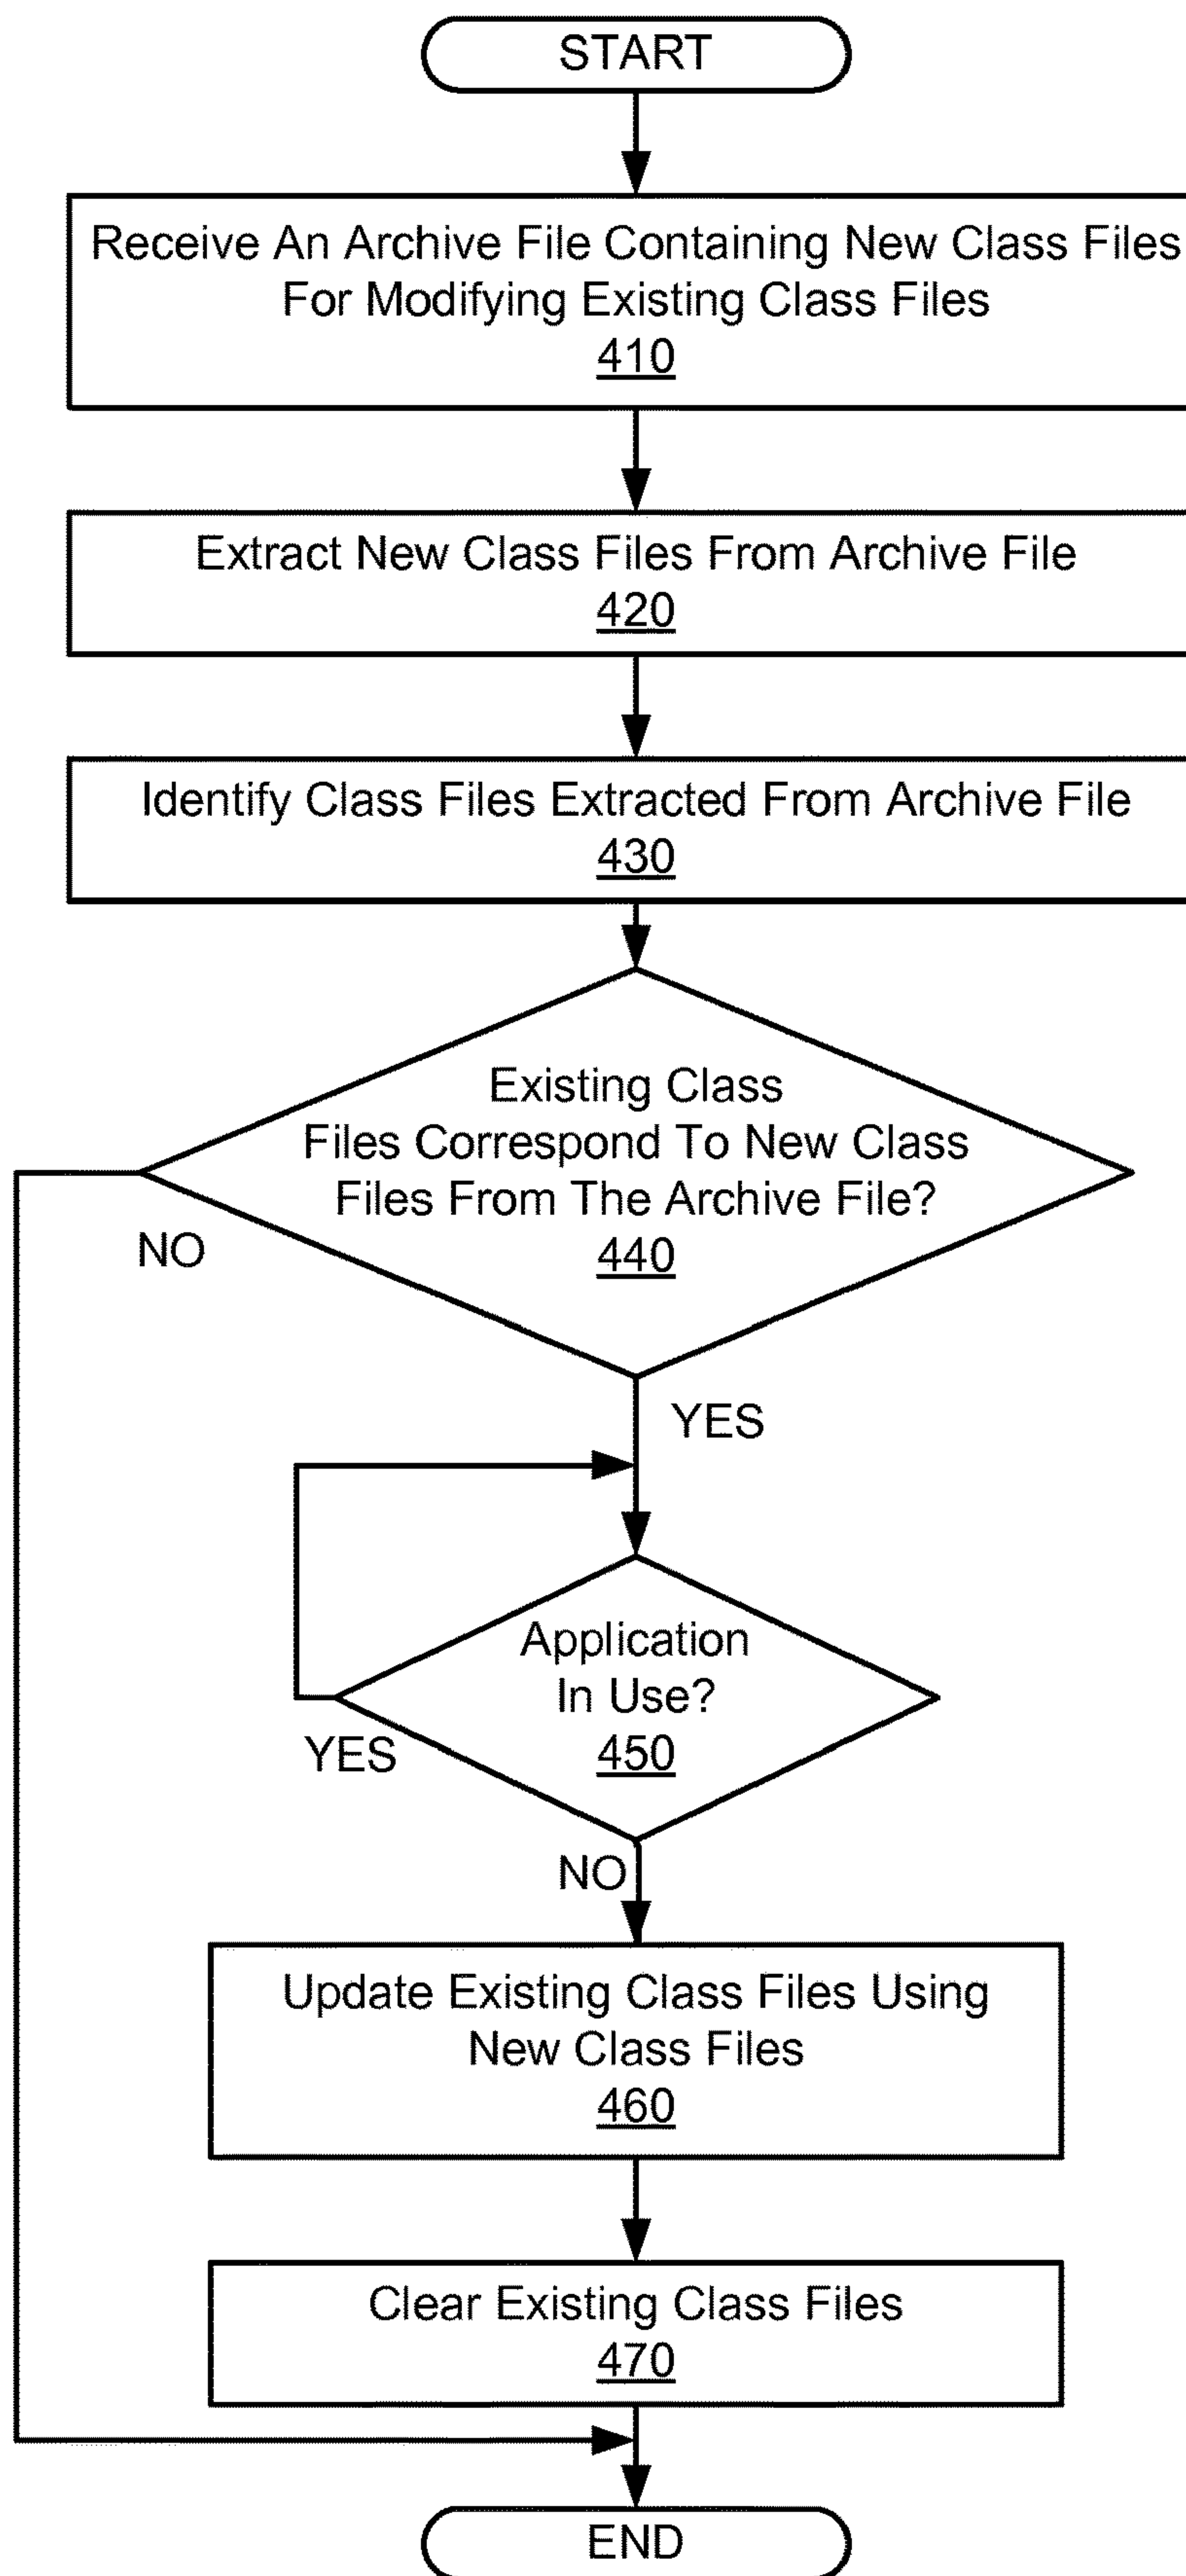 START
Receive An Archive File Containing New Class Files
For Modifying Existing Class Files
410
Extract New Class Files From Archive File
420
Identify Class Files Extracted From Archive File
430
Existing Class
Files Correspond To New Class
Files From The Archive File?
440
NO
YES
Application
In Use?
450
YES
NO
Update Existing Class Files Using
New Class Files
460
Clear Existing Class Files
470
END